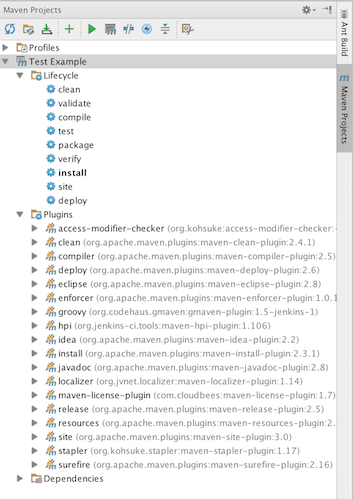 Maven Projects
Profiles
Test Example
Lifecycle
clean
validate
compile
test
package
verify
install
site
deploy
Plugins
access-modifier-checker (org.kohsuke:access-modifier-checker-
clean (org.apache.maven.plugins:maven-clean-plugin:2.4.1)
compiler (org.apache.maven.plugins:maven-compiler-plugin:2.5)
deploy (org.apache.maven.plugins:maven-deploy-plugin:2.6)
eclipse (org.apache.maven.plugins:maven-eclipse-plugin:2.8)
enforcer (org.apache.maven.plugins:maven-enforcer-plugin:1.0.1
groovy (org.codehaus.gmaven:gmaven-plugin:1.5-jenkins-1)
hpi (org.jenkins-ci.tools:maven-hpi-plugin:1.106)
idea (org.apache.maven.plugins:maven-idea-plugin:2.2)
install (org.apache.maven.plugins:maven-install-plugin:2.3.1)
javadoc (org.apache.maven.plugins:maven-javadoc-plugin:2.8)
localizer (org.jvnet.localizer:maven-localizer-plugin:1.14)
maven-license-plugin (com.cloudbees:maven-license-plugin:1.7)
release (org.apache.maven.plugins:maven-release-plugin:2.5)
resources (org.apache.maven.plugins:maven-resources-plugin:2.
site (org.apache.maven.plugins:maven-site-plugin:3.0)
stapler (org.kohsuke.stapler:maven-stapler-plugin:1.17)
surefire (org.apache.maven.plugins:maven-surefire-plugin:2.16)
Dependencies
Ant Build
Maven Projects